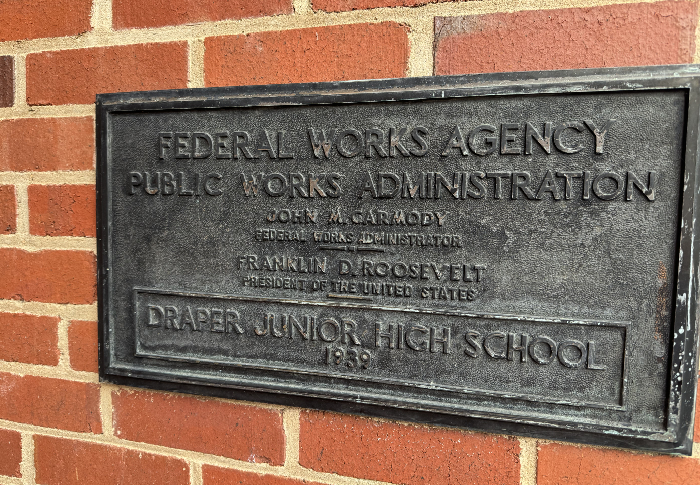 FEDERAL WORKS AGENCY
PUBLIC WORKS ADMINISTRATION
JOHN M. CARMODY
FEDERAL WORKS ADMINISTRATOR
FRANKLIN D. ROOSEVELT
PRESIDENT OF THE UNITED STATES
DRAPER JUNIOR HIGH SCHOOL
1939